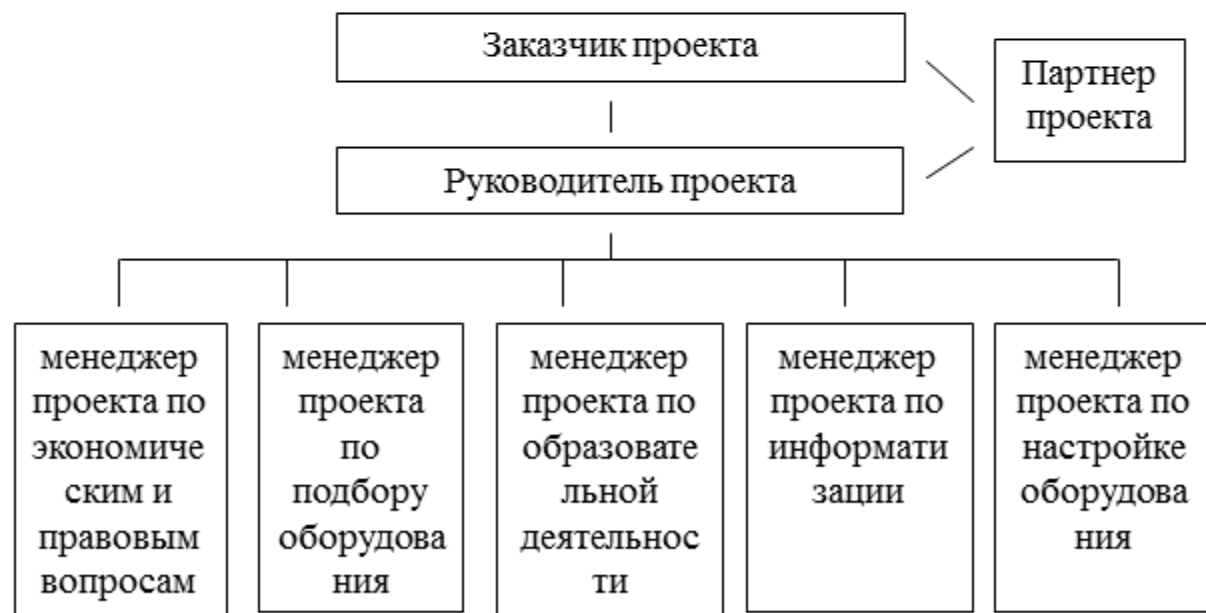 Заказчик проекта
Партнер
проекта
Руководитель проекта
менеджер
проекта по
экономиче
ским и
правовым
вопросам
менеджер
проекта
по
подбору
оборудова
ния
менеджер
проекта по
образовате
льной
деятельнос
ти
менеджер
проекта по
информати
зации
менеджер
проекта по
настройке
оборудова
ния